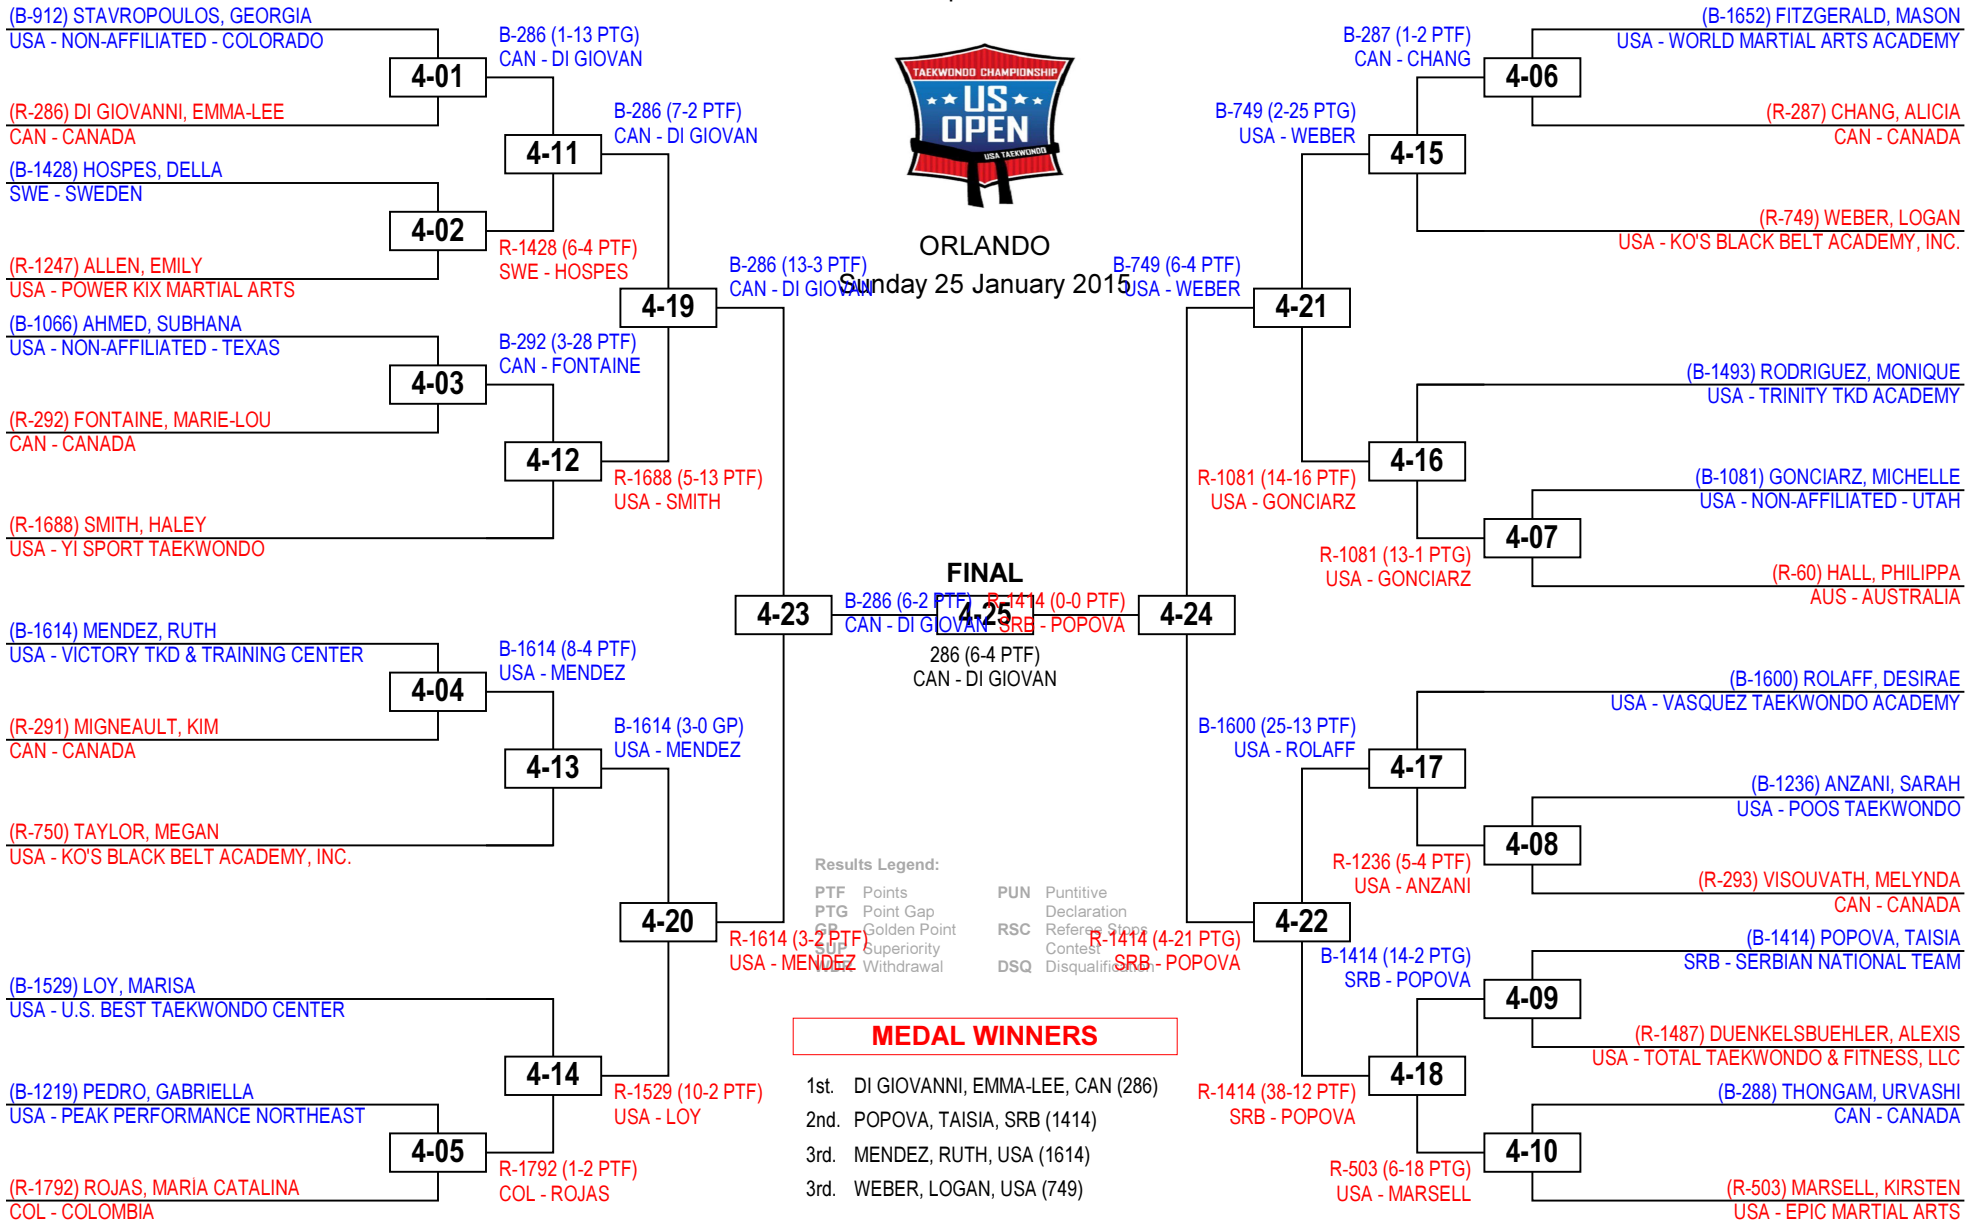 (B-912) STAVROPOULOS, GEORGIA
USA - NON-AFFILIATED - COLORADO
4-01
(R-286) DI GIOVANNI, EMMA-LEE
CAN - CANADA
(B-1428) HOSPES, DELLA
SWE - SWEDEN
4-02
(R-1247) ALLEN, EMILY
USA - POWER KIX MARTIAL ARTS
(B-1066) AHMED, SUBHANA
USA - NON-AFFILIATED - TEXAS
4-03
(R-292) FONTAINE, MARIE-LOU
CAN - CANADA
(R-1688) SMITH, HALEY
USA - YI SPORT TAEKWONDO
(B-1614) MENDEZ, RUTH
USA - VICTORY TKD & TRAINING CENTER
4-04
(R-291) MIGNEAULT, KIM
CAN - CANADA
(R-750) TAYLOR, MEGAN
USA - KO'S BLACK BELT ACADEMY, INC.
(B-1529) LOY, MARISA
USA - U.S. BEST TAEKWONDO CENTER
(B-1219) PEDRO, GABRIELLA
USA - PEAK PERFORMANCE NORTHEAST
4-05
(R-1792) ROJAS, MARÍA CATALINA
COL - COLOMBIA
B-286 (1-13 PTG)
CAN - DI GIOVAN
4-11
R-1428 (6-4 PTF)
SWE - HOSPES
B-292 (3-28 PTF)
CAN - FONTAINE
4-12
B-1614 (8-4 PTF)
USA - MENDEZ
4-13
4-14
R-1792 (1-2 PTF)
COL - ROJAS
B-286 (7-2 PTF)
CAN - DI GIOVAN
4-19
R-1688 (5-13 PTF)
USA - SMITH
B-1614 (3-0 GP)
USA - MENDEZ
4-20
R-1529 (10-2 PTF)
USA - LOY
B-286 (13-3 PTF)
CAN - DI GIOVAN
4-23
R-1614 (3-2 PTF)
USA - MENDEZ
TAEKWONDO CHAMPIONSHIP
US
OPEN
USA TAEKWONDO
ORLANDO
Sunday 25 January 2015
FINAL
B-286 (6-2 PTF)
CAN - DI GIOVAN
4-25
R-1414 (0-0 PTF)
SRB - POPOVA
286 (6-4 PTF)
CAN - DI GIOVAN
Results Legend:
PTF Points
PTG Point Gap
GP Golden Point
SUP Superiority
WDR Withdrawal
PUN Puntitive
Declaration
RSC Referee Stops
Contest
DSQ Disqualification
MEDAL WINNERS
1st. DI GIOVANNI, EMMA-LEE, CAN (286)
2nd. POPOVA, TAISIA, SRB (1414)
3rd. MENDEZ, RUTH, USA (1614)
3rd. WEBER, LOGAN, USA (749)
B-749 (6-4 PTF)
USA - WEBER
4-24
R-1414 (4-21 PTG)
SRB - POPOVA
B-749 (2-25 PTG)
USA - WEBER
4-21
R-1081 (14-16 PTF)
USA - GONCIARZ
B-1600 (25-13 PTF)
USA - ROLAFF
4-22
R-1414 (38-12 PTF)
SRB - POPOVA
B-287 (1-2 PTF)
CAN - CHANG
4-15
4-16
R-1081 (13-1 PTG)
USA - GONCIARZ
4-17
R-1236 (5-4 PTF)
USA - ANZANI
B-1414 (14-2 PTG)
SRB - POPOVA
4-18
R-503 (6-18 PTG)
USA - MARSELL
(B-1652) FITZGERALD, MASON
USA - WORLD MARTIAL ARTS ACADEMY
4-06
(R-287) CHANG, ALICIA
CAN - CANADA
(R-749) WEBER, LOGAN
USA - KO'S BLACK BELT ACADEMY, INC.
(B-1493) RODRIGUEZ, MONIQUE
USA - TRINITY TKD ACADEMY
(B-1081) GONCIARZ, MICHELLE
USA - NON-AFFILIATED - UTAH
4-07
(R-60) HALL, PHILIPPA
AUS - AUSTRALIA
(B-1600) ROLAFF, DESIRAE
USA - VASQUEZ TAEKWONDO ACADEMY
(B-1236) ANZANI, SARAH
USA - POOS TAEKWONDO
4-08
(R-293) VISOUVATH, MELYNDA
CAN - CANADA
(B-1414) POPOVA, TAISIA
SRB - SERBIAN NATIONAL TEAM
4-09
(R-1487) DUENKELSBUEHLER, ALEXIS
USA - TOTAL TAEKWONDO & FITNESS, LLC
(B-288) THONGAM, URVASHI
CAN - CANADA
4-10
(R-503) MARSELL, KIRSTEN
USA - EPIC MARTIAL ARTS